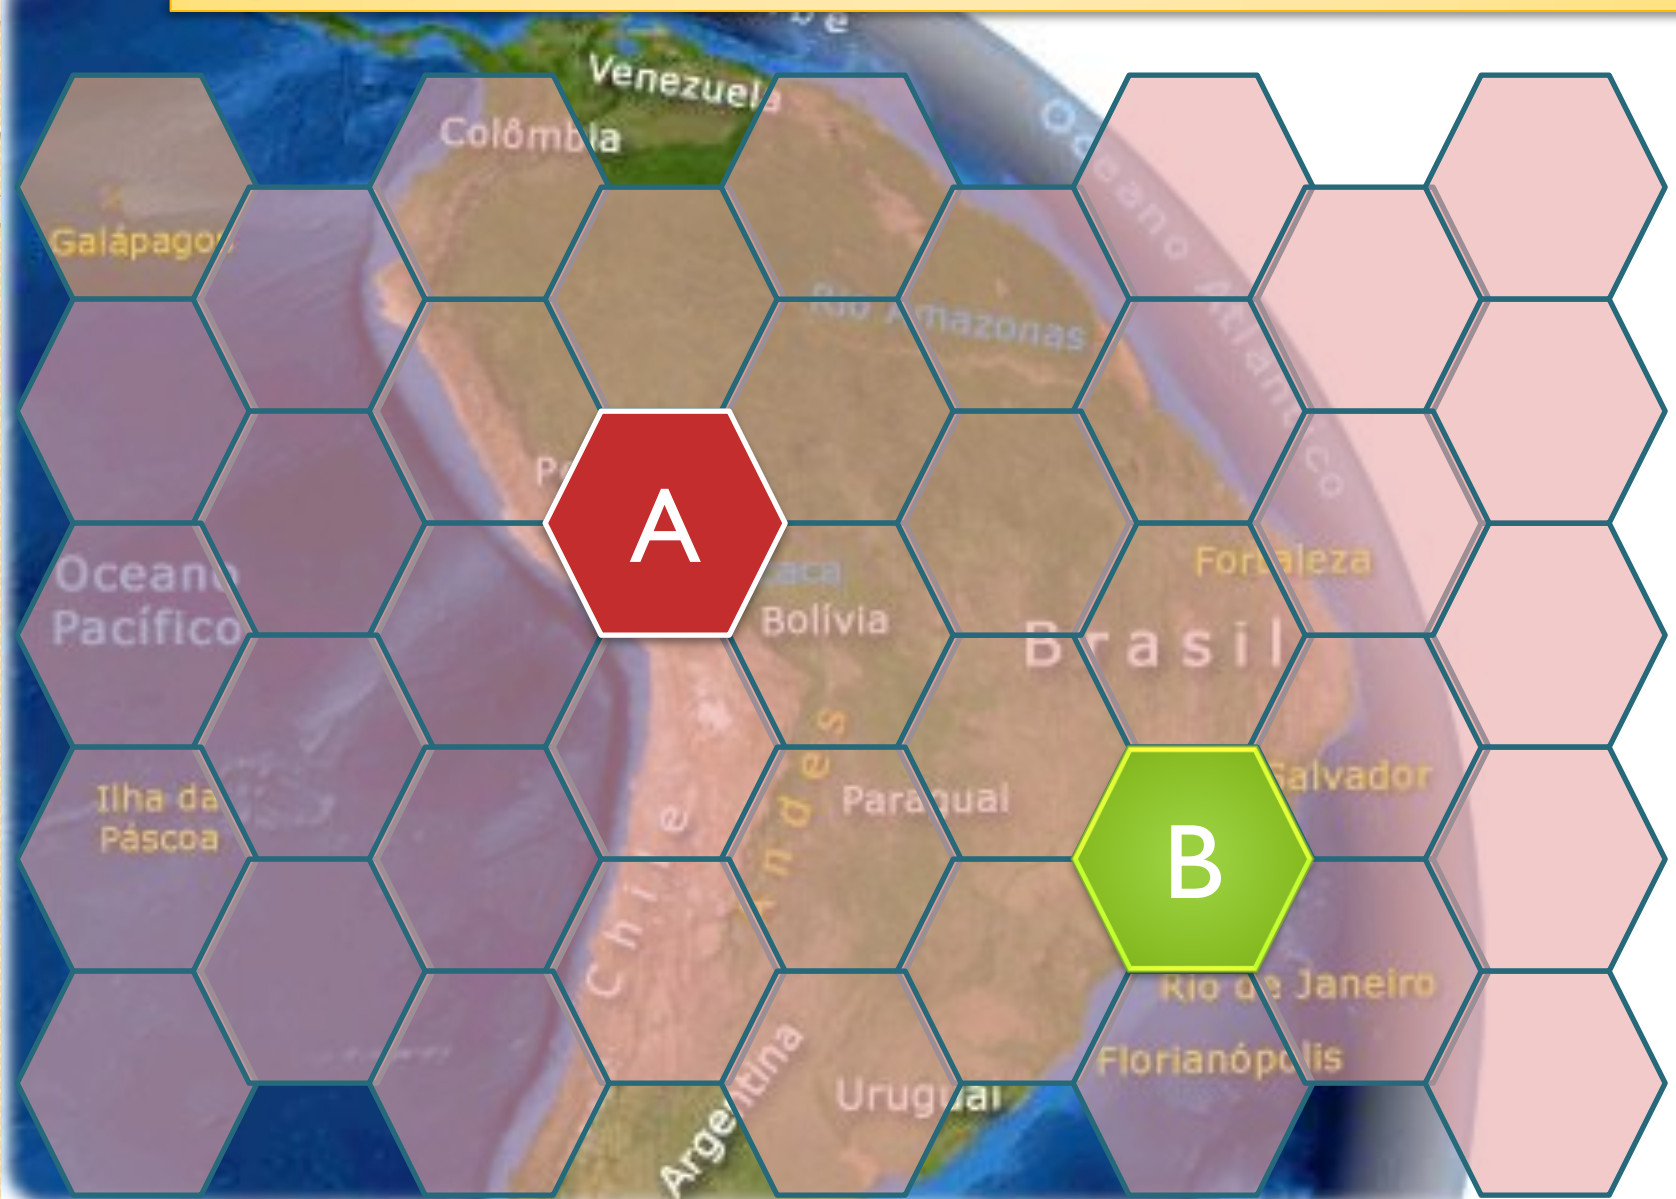 Venezuela
Colômbia
Oceano Atlantico
Galápagos
Rio Amazonas
A
Oceano
Pacífico
Fortaleza
Bolívia
Brasil
Andes
Ilha da
Páscoa
Paraguai
Salvador
Chile
B
Rio de Janeiro
Florianópolis
Argentina
Uruguai